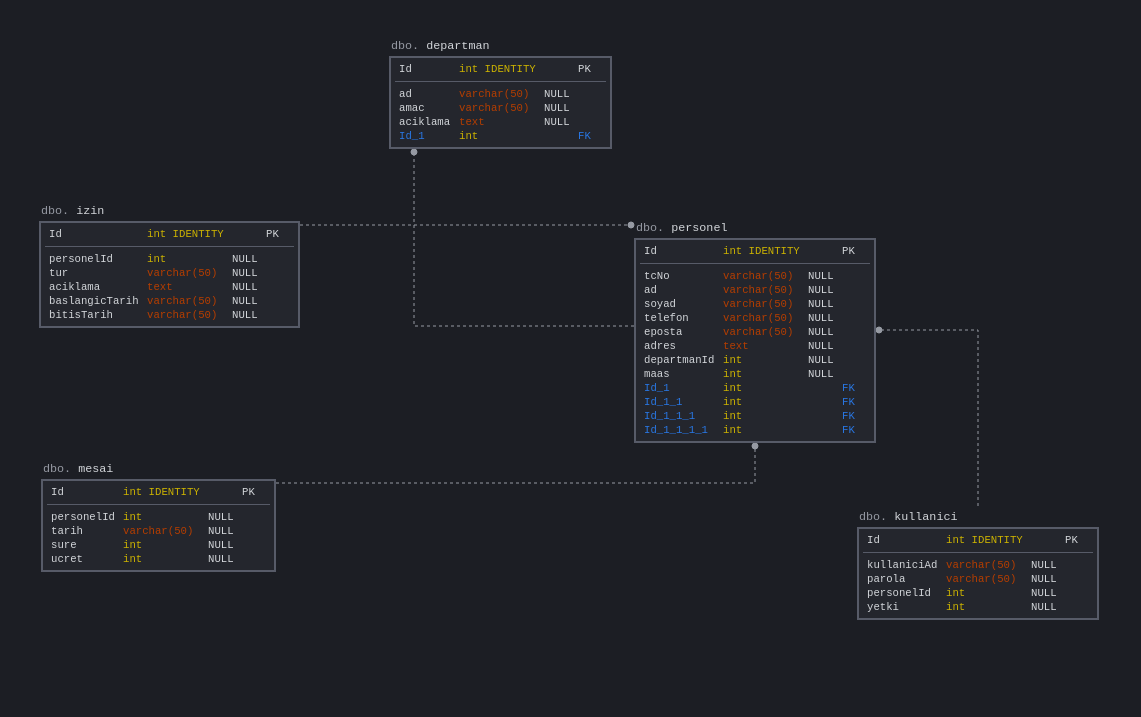 dbo. departman
Id int IDENTITY PK
ad varchar(50) NULL
amac varchar(50) NULL
aciklama text NULL
Id_1 int FK
dbo. izin
Id int IDENTITY PK
personelId int NULL
tur varchar(50) NULL
aciklama text NULL
baslangicTarih varchar(50) NULL
bitisTarih varchar(50) NULL
dbo. personel
Id int IDENTITY PK
tcNo varchar(50) NULL
ad varchar(50) NULL
soyad varchar(50) NULL
telefon varchar(50) NULL
eposta varchar(50) NULL
adres text NULL
departmanId int NULL
maas int NULL
Id_1 int FK
Id_1_1 int FK
Id_1_1_1 int FK
Id_1_1_1_1 int FK
dbo. mesai
Id int IDENTITY PK
personelId int NULL
tarih varchar(50) NULL
sure int NULL
ucret int NULL
dbo. kullanici
Id int IDENTITY PK
kullaniciAd varchar(50) NULL
parola varchar(50) NULL
personelId int NULL
yetki int NULL